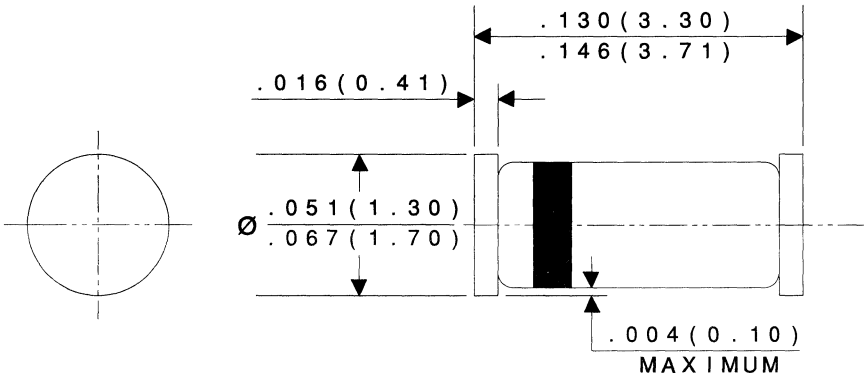 .130(3.30)
.146(3.71)
.016(0.41)
Ø .051(1.30)
.067(1.70)
.004(0.10)
MAXIMUM